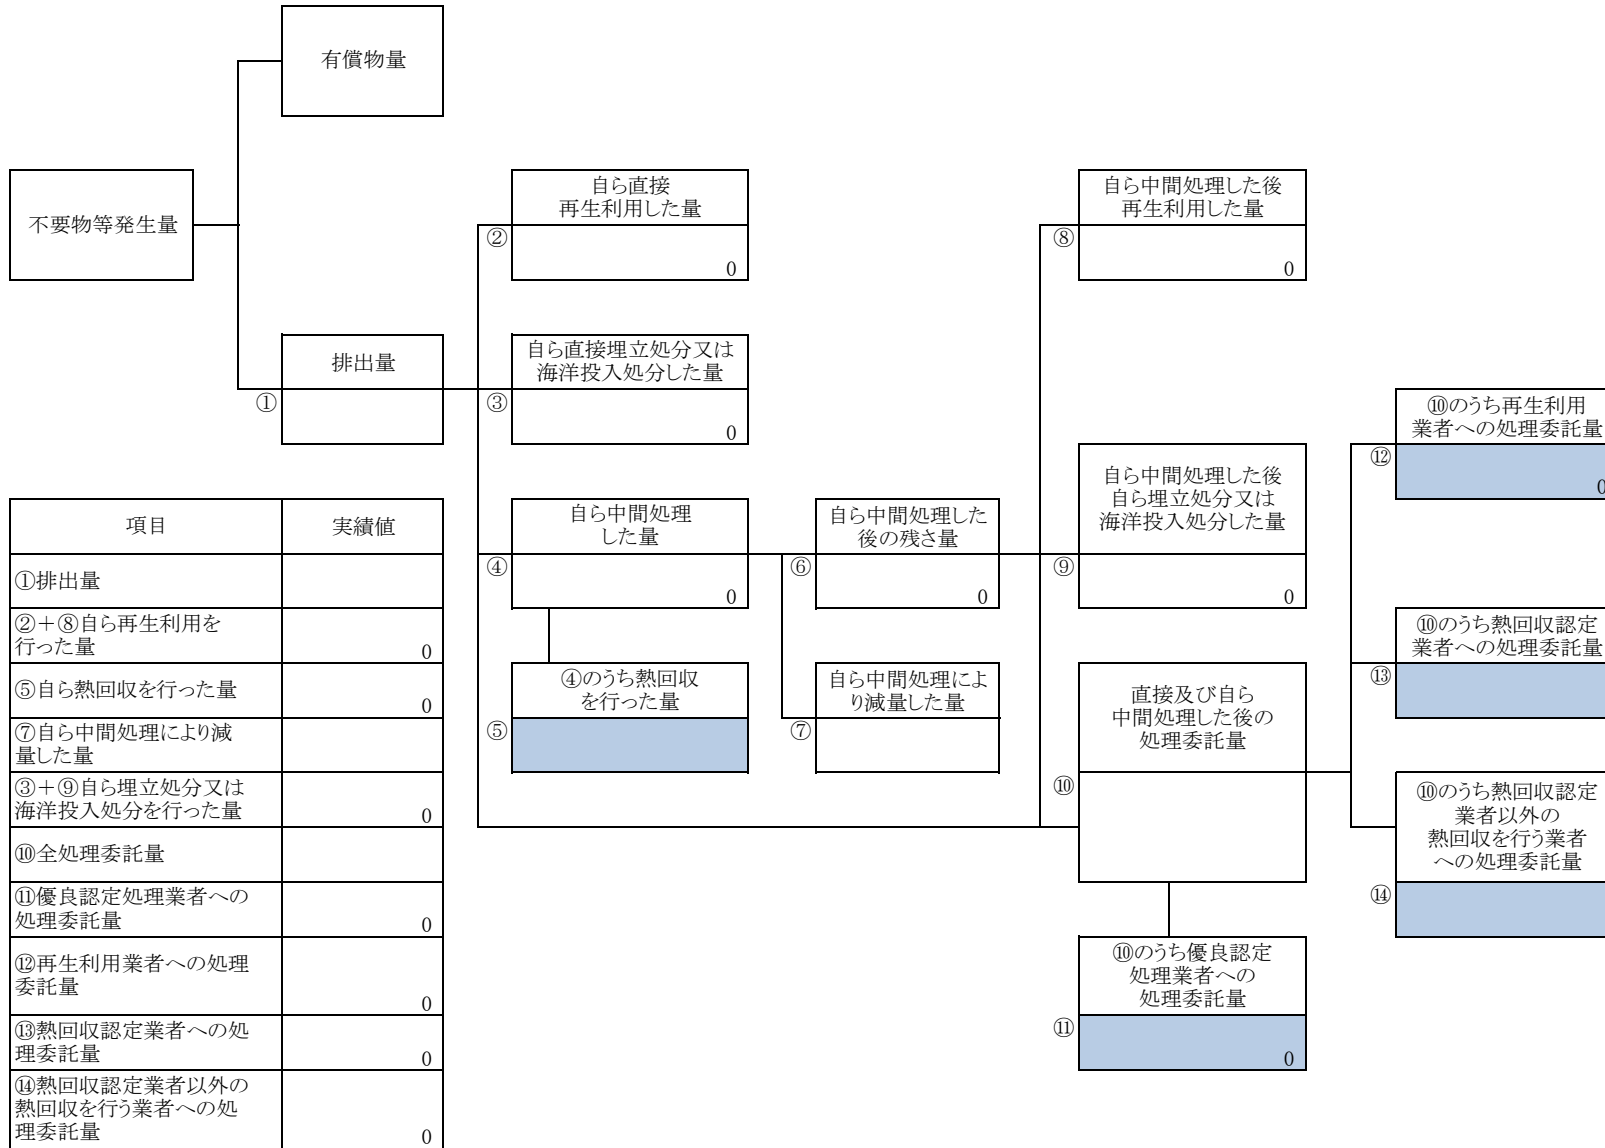 有償物量
不要物等発生量
自ら直接
再生利用した量
②
0
自ら中間処理した後
再生利用した量
⑧
0
排出量
①
自ら直接埋立処分又は
海洋投入処分した量
③
0
⑩のうち再生利用
業者への処理委託量
⑫
0
自ら中間処理
した量
④
0
自ら中間処理した
後の残さ量
⑥
0
自ら中間処理した後
自ら埋立処分又は
海洋投入処分した量
⑨
0
⑩のうち熱回収認定
業者への処理委託量
⑬
④のうち熱回収
を行った量
⑤
自ら中間処理によ
り減量した量
⑦
直接及び自ら
中間処理した後の
処理委託量
⑩
⑩のうち熱回収認定
業者以外の
熱回収を行う業者
への処理委託量
⑭
⑩のうち優良認定
処理業者への
処理委託量
⑪
0
項目 実績値
①排出量
②＋⑧自ら再生利用を
行った量 0
⑤自ら熱回収を行った量 0
⑦自ら中間処理により減
量した量
③＋⑨自ら埋立処分又は
海洋投入処分を行った量 0
⑩全処理委託量
⑪優良認定処理業者への
処理委託量 0
⑫再生利用業者への処理
委託量 0
⑬熱回収認定業者への処
理委託量 0
⑭熱回収認定業者以外の
熱回収を行う業者への処
理委託量 0